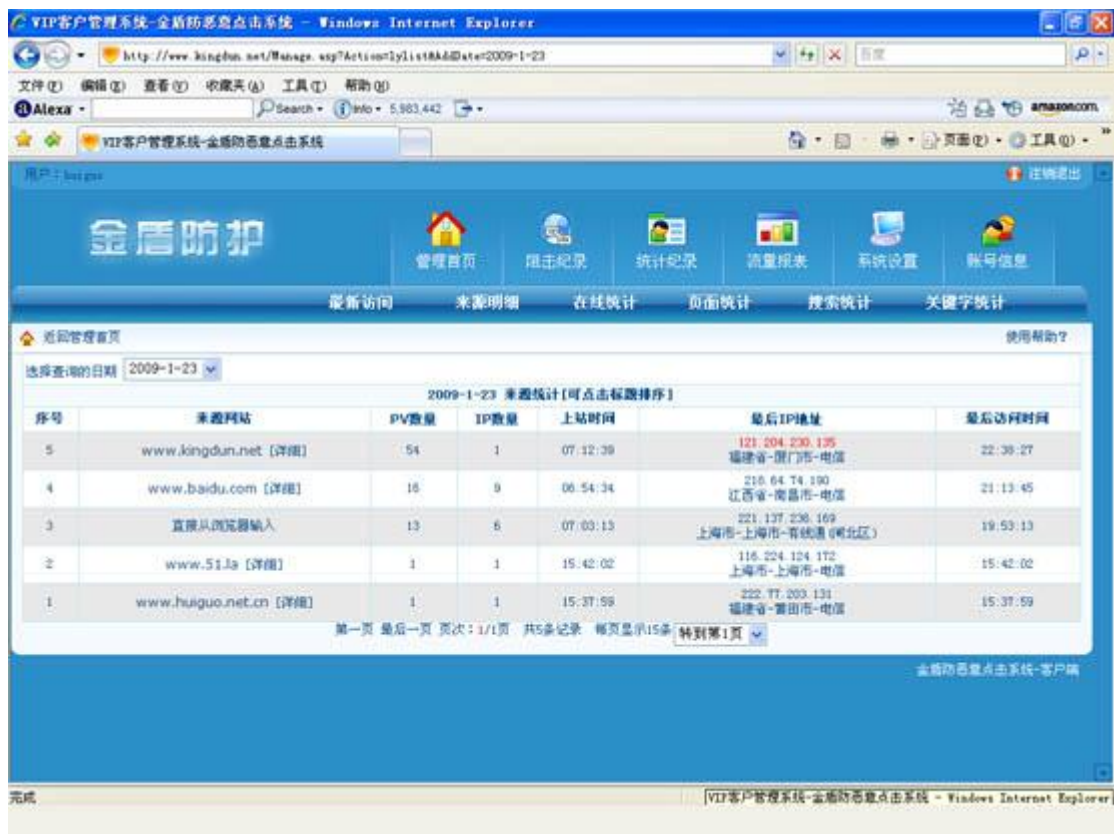 VIP客户管理系统-金盾防恶意点击系统 - Windows Internet Explorer
http://www.kingdun.net/Manage.asp?Action=lylist&AddDate=2009-1-23 百度
文件(F) 编辑(E) 查看(V) 收藏夹(A) 工具(T) 帮助(H)
Alexa Search Info 5,983,442 amazon.com
VIP客户管理系统-金盾防恶意点击系统 页面(P) 工具(O)
用户: 注销退出
金盾防护
管理首页 阻击纪录 统计纪录 流量报表 系统设置 账号信息
最新访问 来源明细 在线统计 页面统计 搜索统计 关键字统计
返回管理首页 使用帮助?
选择查询的日期 2009-1-23
2009-1-23 来源统计[可点击标题排序]
序号 来源网站 PV数量 IP数量 上站时间 最后IP地址 最后访问时间
5 www.kingdun.net [详细] 54 1 07:12:39 121.204.230.135 福建省-厦门市-电信 22:38:27
4 www.baidu.com [详细] 16 9 06:54:34 218.64.74.190 江西省-南昌市-电信 21:13:45
3 直接从浏览器输入 13 6 07:03:13 221.137.236.169 上海市-上海市-有线通(闸北区) 19:53:13
2 www.51.la [详细] 1 1 15:42:02 116.224.124.172 上海市-上海市-电信 15:42:02
1 www.huiguo.net.cn [详细] 1 1 15:37:59 222.77.203.131 福建省-莆田市-电信 15:37:59
第一页 最后一页 页次:1/1页 共5条记录 每页显示15条 转到第1页
金盾防恶意点击系统-客户端
完成 VIP客户管理系统-金盾防恶意点击系统 - Windows Internet Explorer